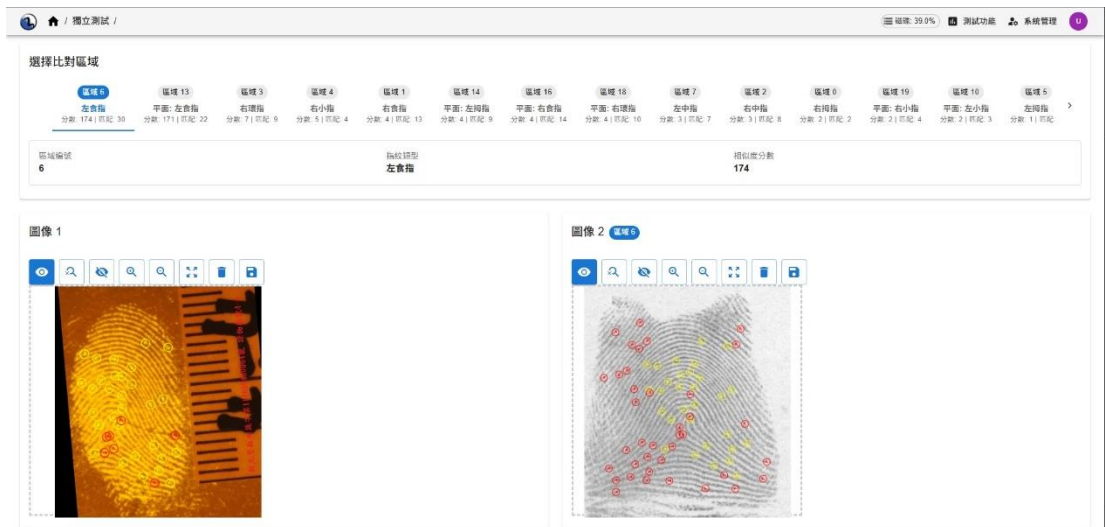 / 獨立測試 /
磁碟: 39.0% 測試功能 系統管理 U
選擇比對區域
區域 6 區域 13 區域 3 區域 4 區域 1 區域 14 區域 16 區域 18 區域 7 區域 2 區域 0 區域 19 區域 10 區域 5
左食指 平面: 左食指 右環指 右小指 右食指 平面: 左拇指 平面: 右食指 平面: 右環指 左中指 右中指 右拇指 平面: 右小指 平面: 左小指 左拇指
分數: 174 | 匹配: 30 分數: 171 | 匹配: 22 分數: 7 | 匹配: 9 分數: 5 | 匹配: 4 分數: 4 | 匹配: 13 分數: 4 | 匹配: 9 分數: 4 | 匹配: 14 分數: 4 | 匹配: 10 分數: 3 | 匹配: 7 分數: 3 | 匹配: 8 分數: 2 | 匹配: 2 分數: 2 | 匹配: 4 分數: 2 | 匹配: 3 分數: 1 | 匹配
區域編號 指紋類型 相似度分數
6 左食指 174
圖像 1
圖像 2 區域 6